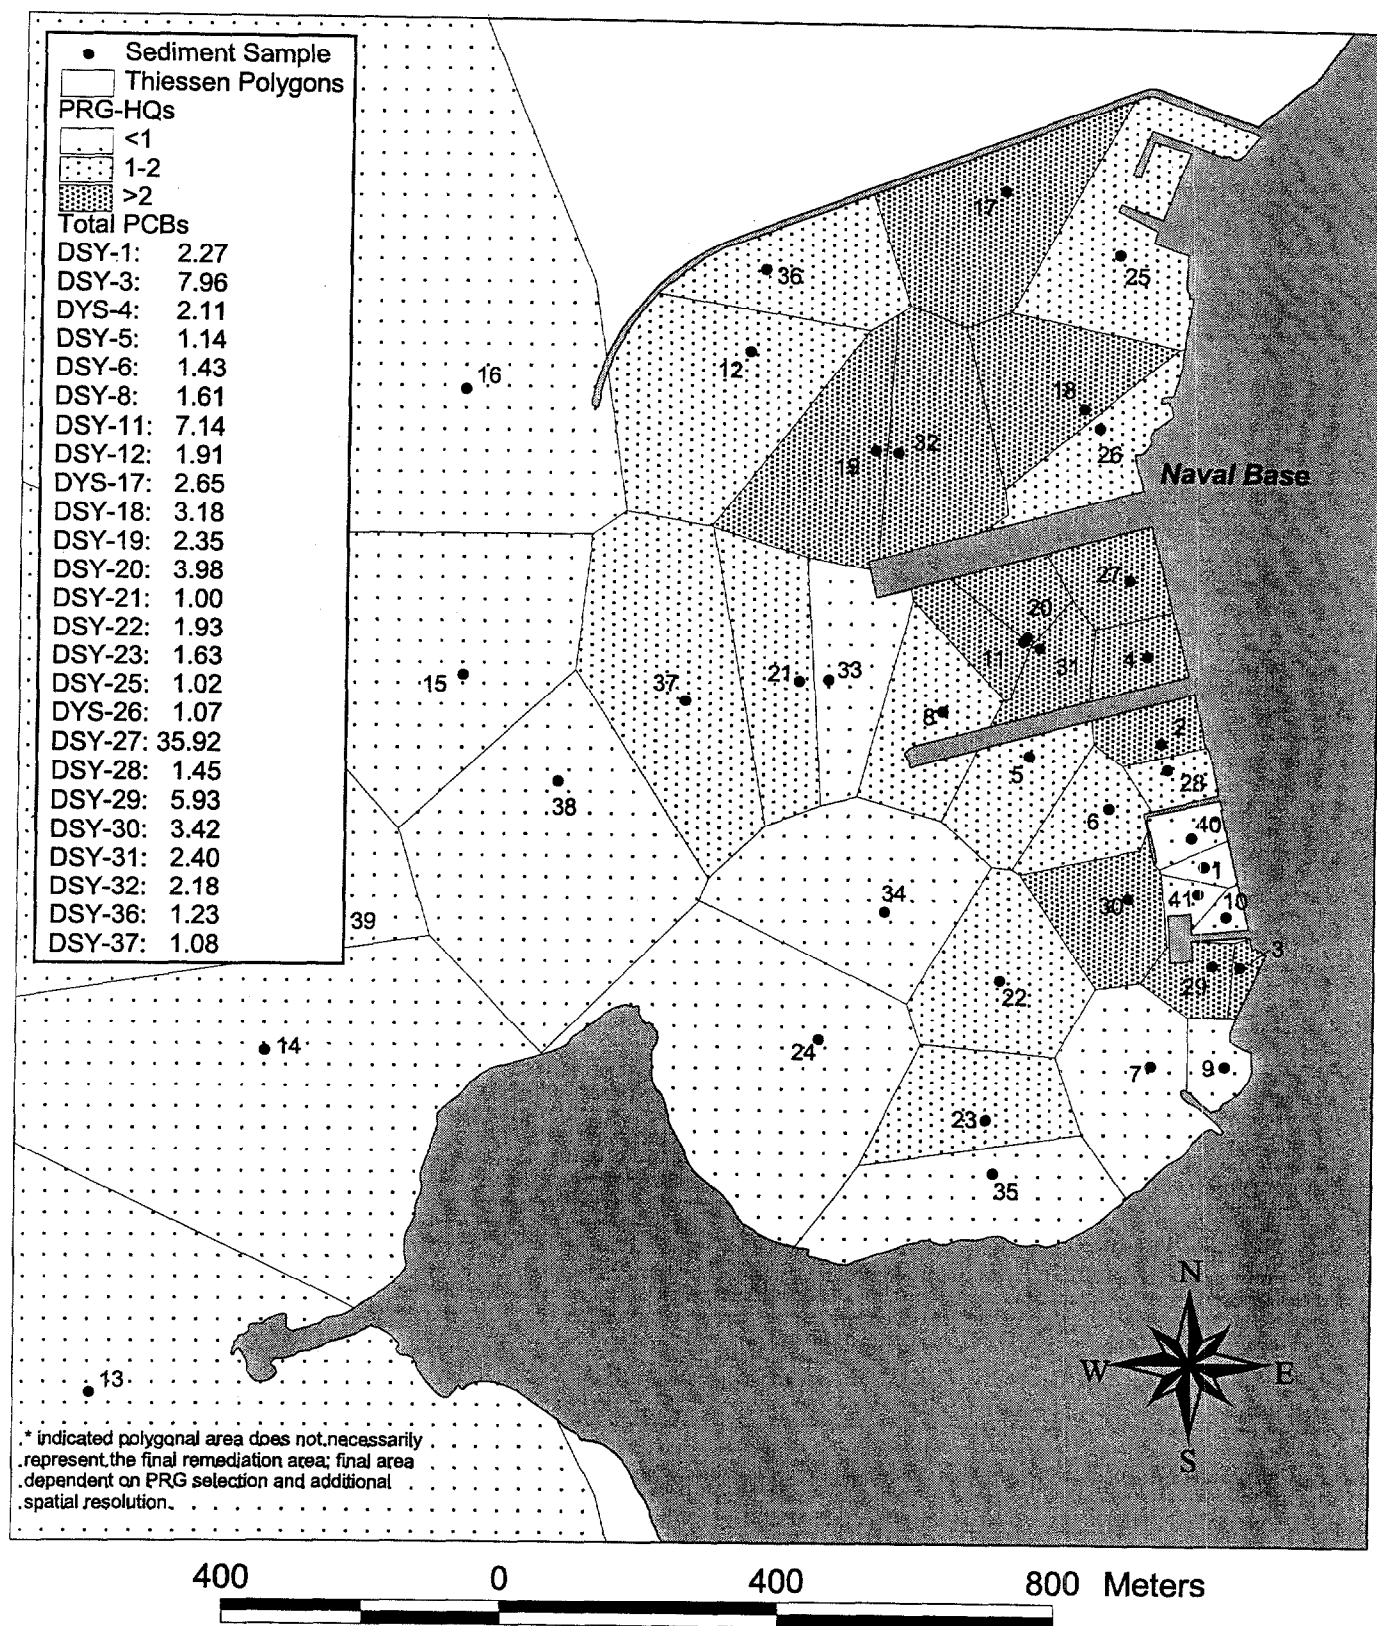 Sediment Sample
Thiessen Polygons
PRG-HQs
<1
1-2
>2
Total PCBs
DSY-1: 2.27
DSY-3: 7.96
DYS-4: 2.11
DSY-5: 1.14
DSY-6: 1.43
DSY-8: 1.61
DSY-11: 7.14
DSY-12: 1.91
DYS-17: 2.65
DSY-18: 3.18
DSY-19: 2.35
DSY-20: 3.98
DSY-21: 1.00
DSY-22: 1.93
DSY-23: 1.63
DSY-25: 1.02
DYS-26: 1.07
DSY-27: 35.92
DSY-28: 1.45
DSY-29: 5.93
DSY-30: 3.42
DSY-31: 2.40
DSY-32: 2.18
DSY-36: 1.23
DSY-37: 1.08
17
25
36
12
16
18
26
19
32
Naval Base
27
20
11
31
4
15
37
21
33
8
2
5
28
38
6
40
1
41
10
34
30
39
3
29
22
14
24
7
9
23
35
13
N
W
E
S
* indicated polygonal area does not necessarily
represent the final remediation area; final area
dependent on PRG selection and additional
spatial resolution.
400 0 400 800 Meters